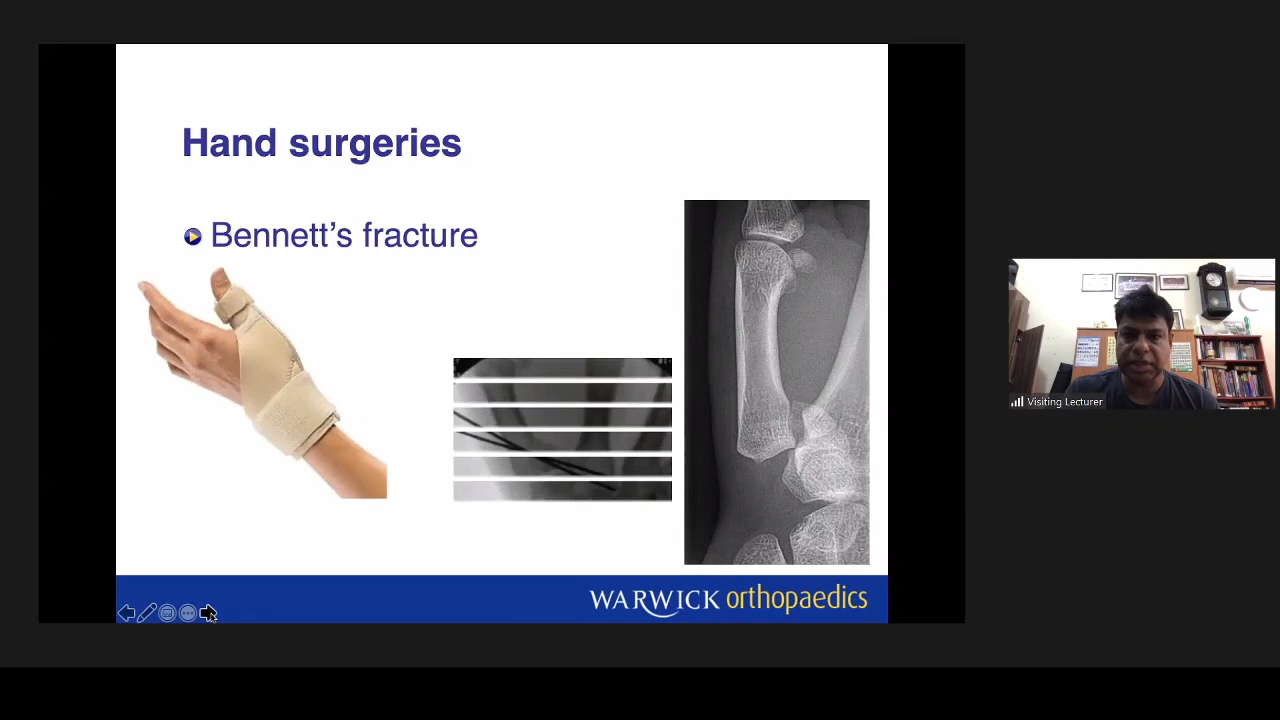 Hand surgeries
Bennett's fracture
WARWICK orthopaedics
Visiting Lecturer